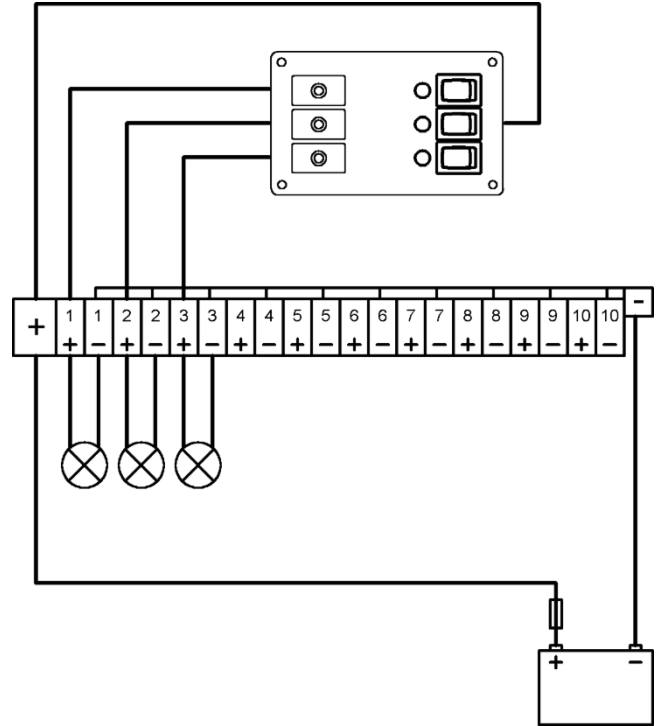 1 1 2 2 3 3 4 4 5 5 6 6 7 7 8 8 9 9 10 10 -
+ + - + - + - + - + - + - + - + - + - + -
+ -